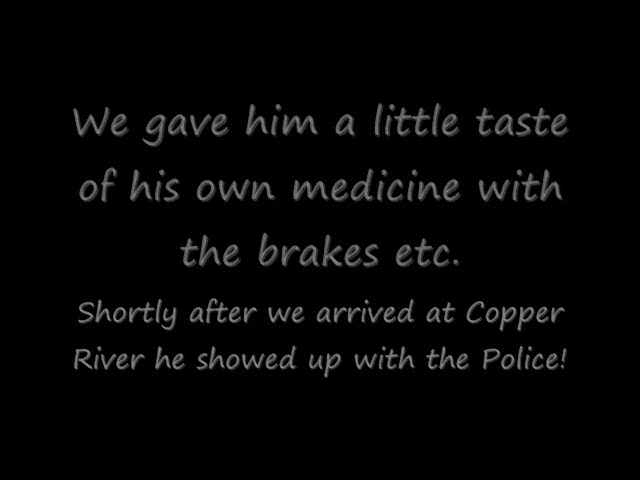 We gave him a little taste
of his own medicine with
the brakes etc.
Shortly after we arrived at Copper
River he showed up with the Police!